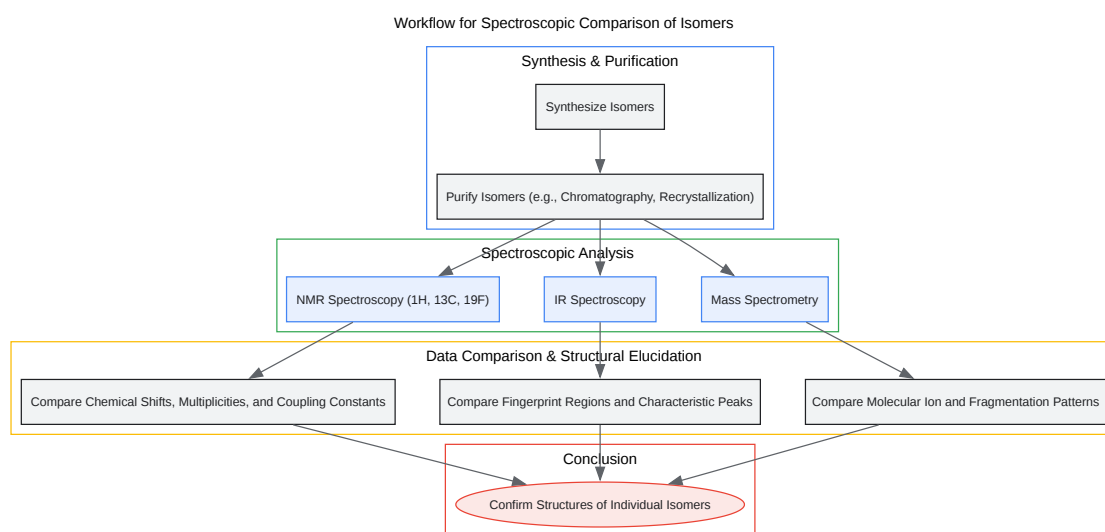 Workflow for Spectroscopic Comparison of Isomers
Synthesis & Purification
Synthesize Isomers
Purify Isomers (e.g., Chromatography, Recrystallization)
Spectroscopic Analysis
NMR Spectroscopy (1H, 13C, 19F)
IR Spectroscopy
Mass Spectrometry
Data Comparison & Structural Elucidation
Compare Chemical Shifts, Multiplicities, and Coupling Constants
Compare Fingerprint Regions and Characteristic Peaks
Compare Molecular Ion and Fragmentation Patterns
Conclusion
Confirm Structures of Individual Isomers